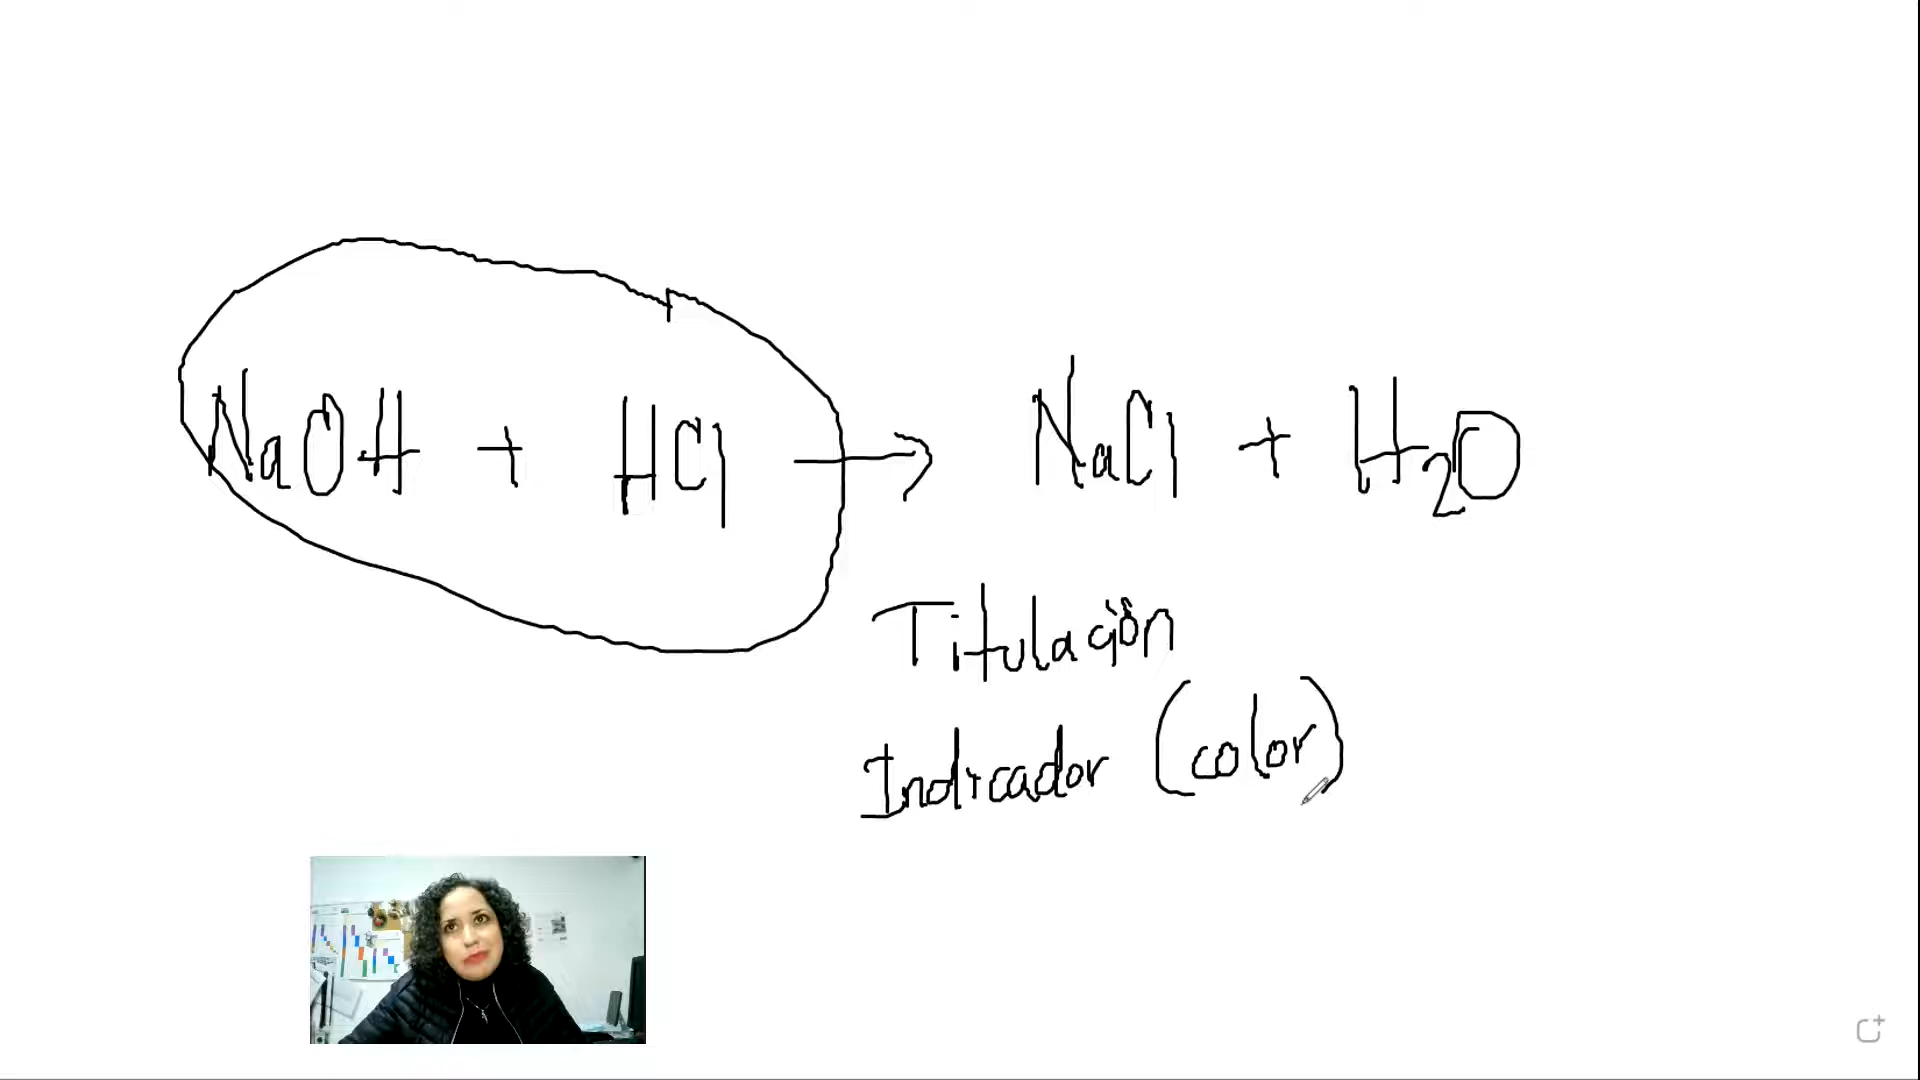 NaOH + HCl → NaCl + H₂O
Titulación
Indicador (color)